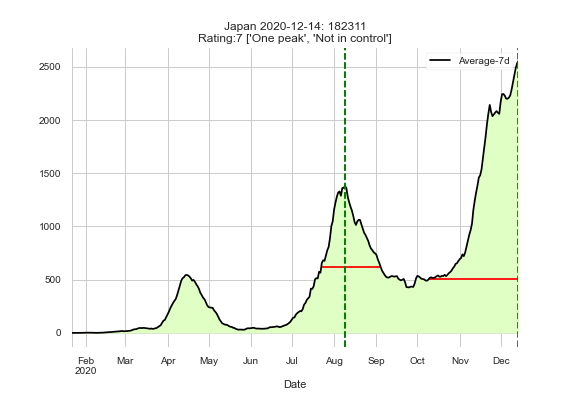 Japan 2020-12-14: 182311
Rating:7 ['One peak', 'Not in control']
Average-7d
2500
2000
1500
1000
500
0
Feb
2020
Mar
Apr
May
Jun
Jul
Aug
Sep
Oct
Nov
Dec
Date